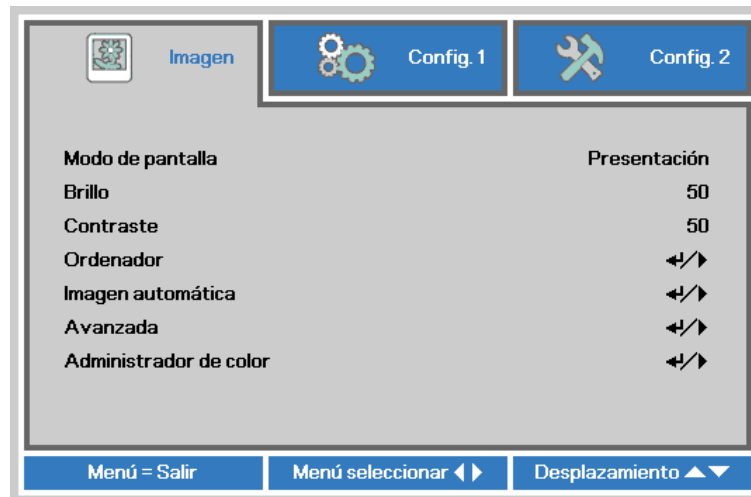 Imagen
Config. 1
Config. 2
Modo de pantalla Presentación
Brillo 50
Contraste 50
Ordenador
Imagen automática
Avanzada
Administrador de color
Menú = Salir
Menú seleccionar
Desplazamiento